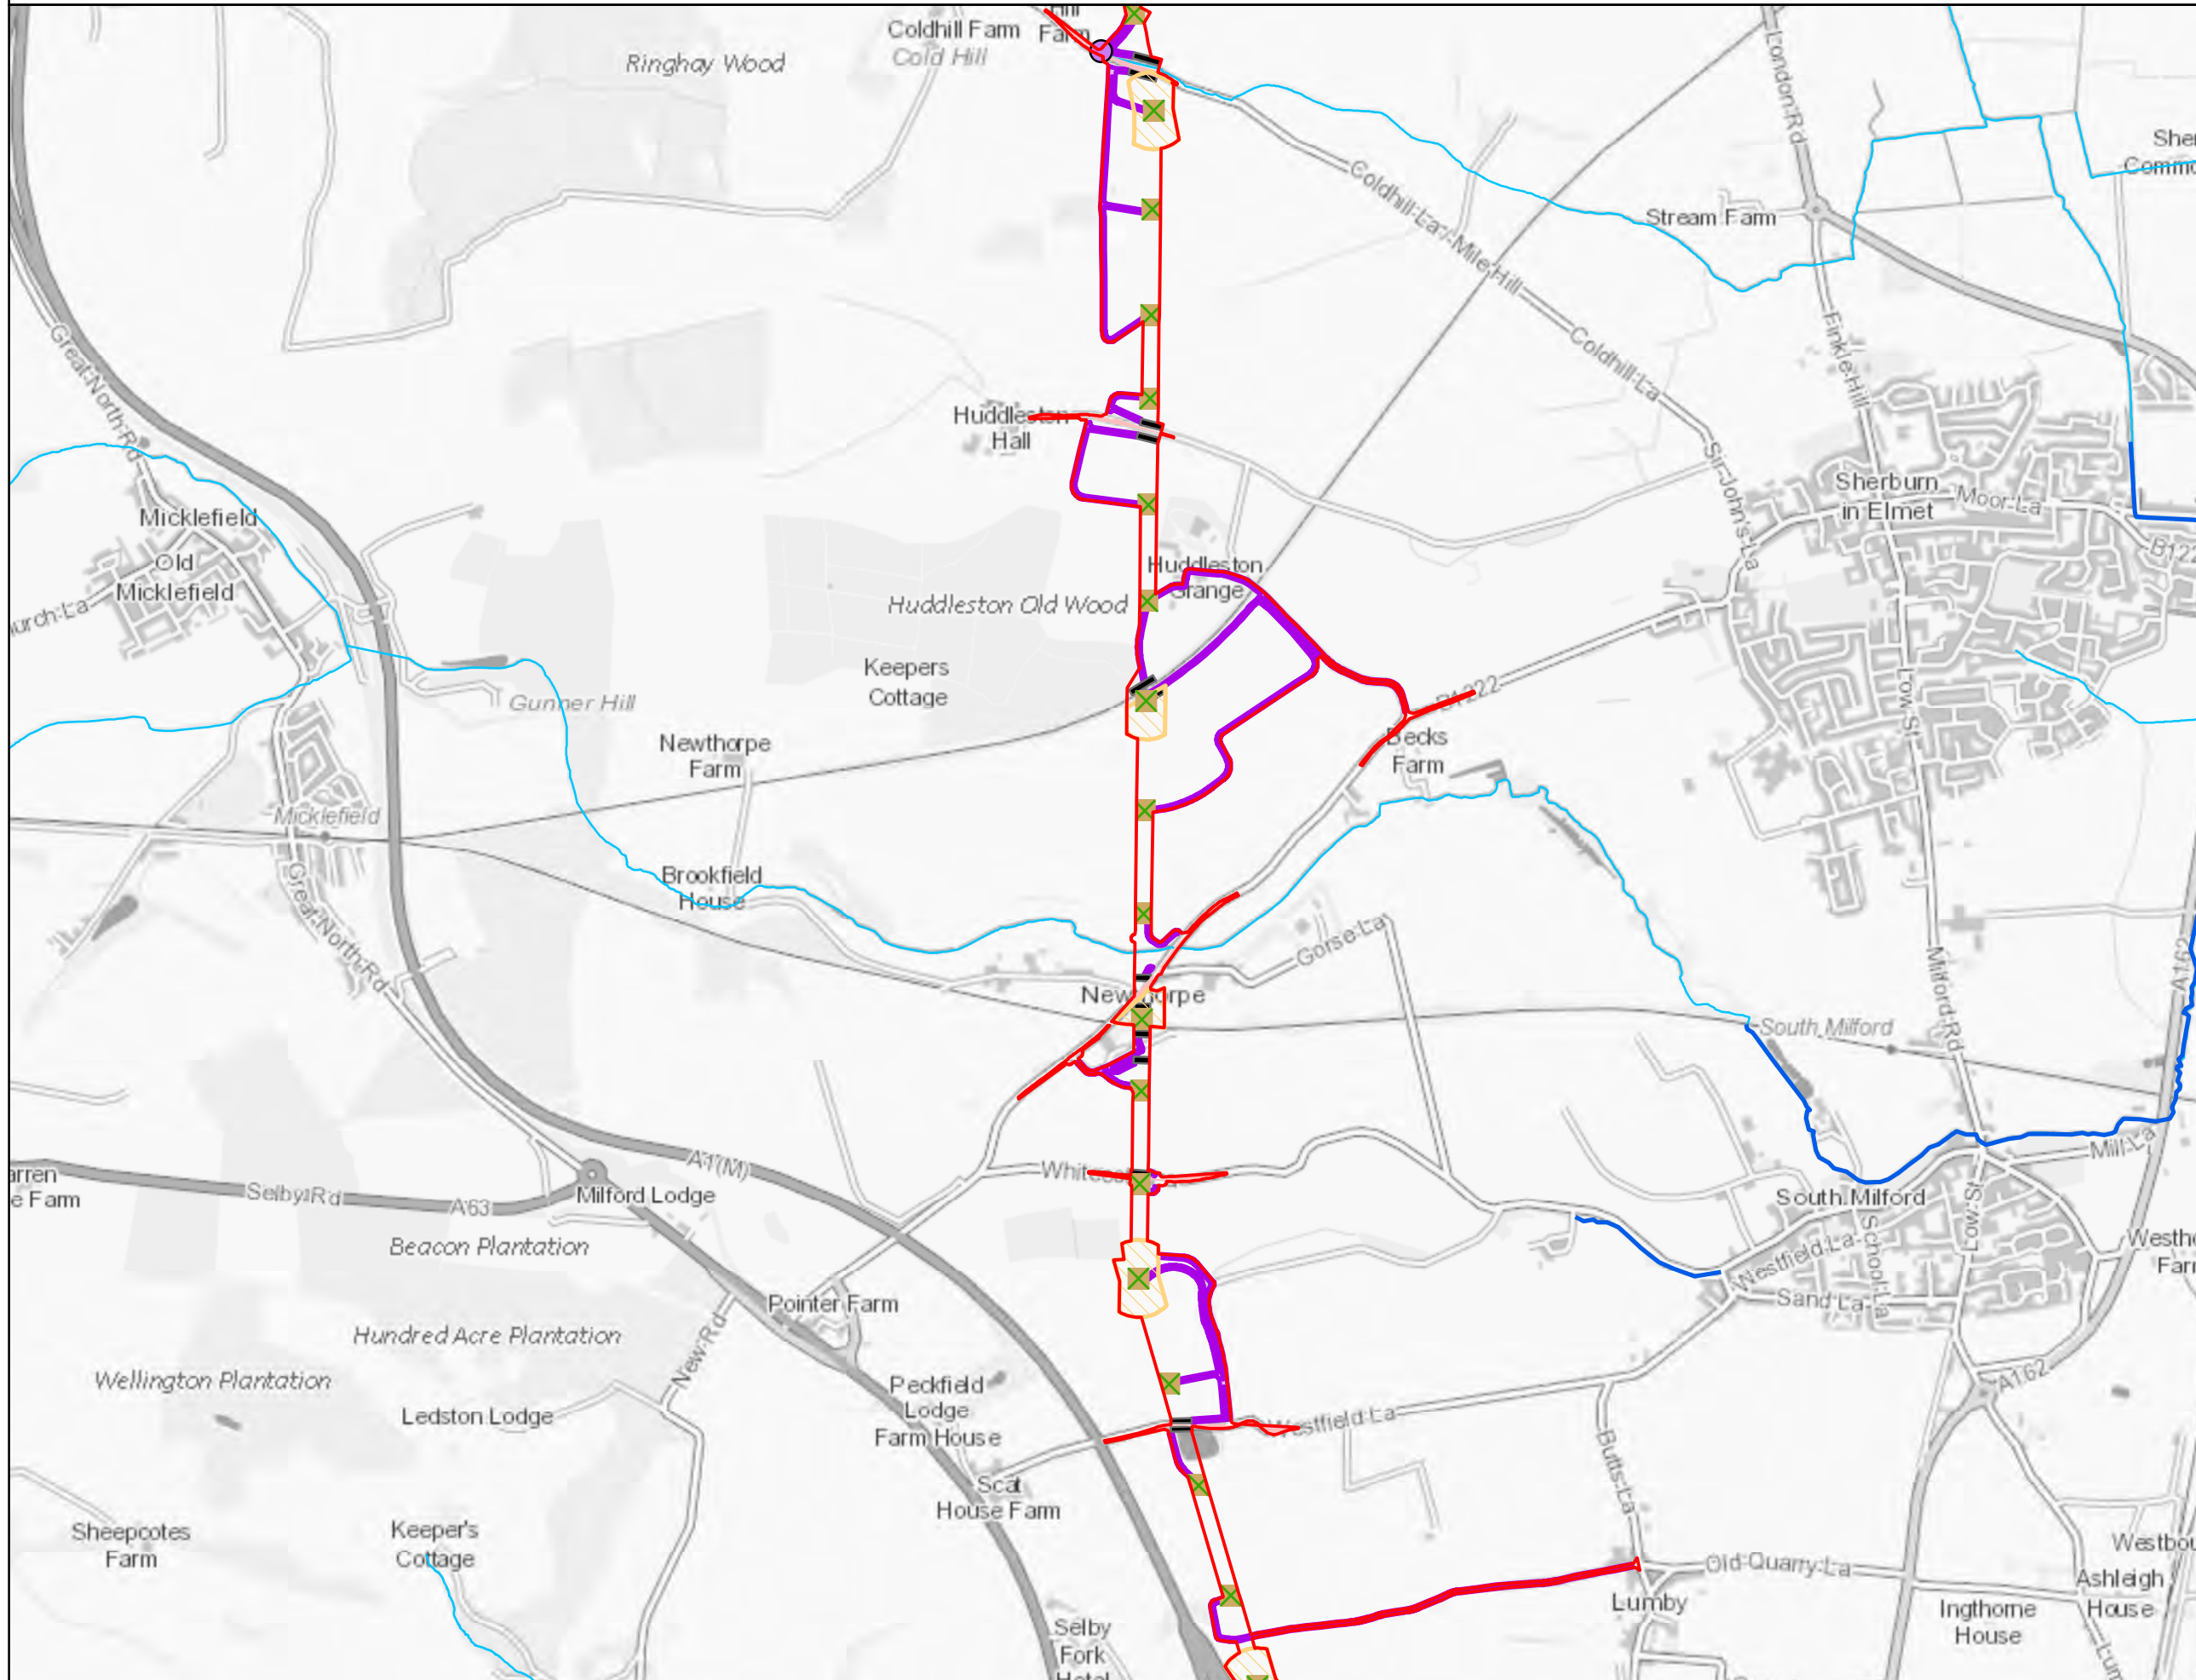 Hill
Coldhill Farm
Farm
Cold Hill
Ringhay Wood
London Rd
Stream Farm
Coldhill La / Mile Hill
Finkle Hill
Coldhill La
Great North Rd
Huddleston
Hall
Sir John's La
Sherburn
in Elmet
Moor La
Micklefield
Old
Micklefield
Huddleston
Grange
Huddleston Old Wood
Keepers
Cottage
Gunner Hill
B1222
Low St
Newthorpe
Farm
Becks
Farm
Micklefield
Brookfield
House
Great North Rd
Gorse La
Milford Rd
A162
Newthorpe
South Milford
Mill La
A1(M)
Selby Rd
A63
Milford Lodge
South Milford
Low St
School La
Beacon Plantation
Westfield La
Sand La
Pointer Farm
Hundred Acre Plantation
New Rd
Wellington Plantation
A162
Peckfield
Lodge
Farm House
Ledston Lodge
Westfield La
Butts La
Scat
House Farm
Sheepcotes
Farm
Keeper's
Cottage
Old Quarry La
Ashleigh
House
Lumby
Ingthorne
House
Selby
Fork
Hotel